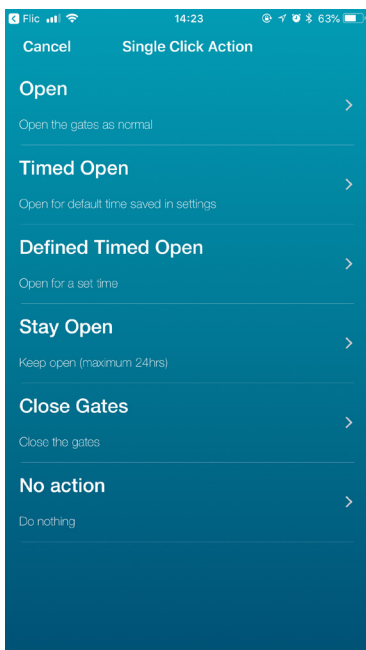 Flic 14:23 63%
Cancel Single Click Action
Open
Open the gates as normal
Timed Open
Open for default time saved in settings
Defined Timed Open
Open for a set time
Stay Open
Keep open (maximum 24hrs)
Close Gates
Close the gates
No action
Do nothing